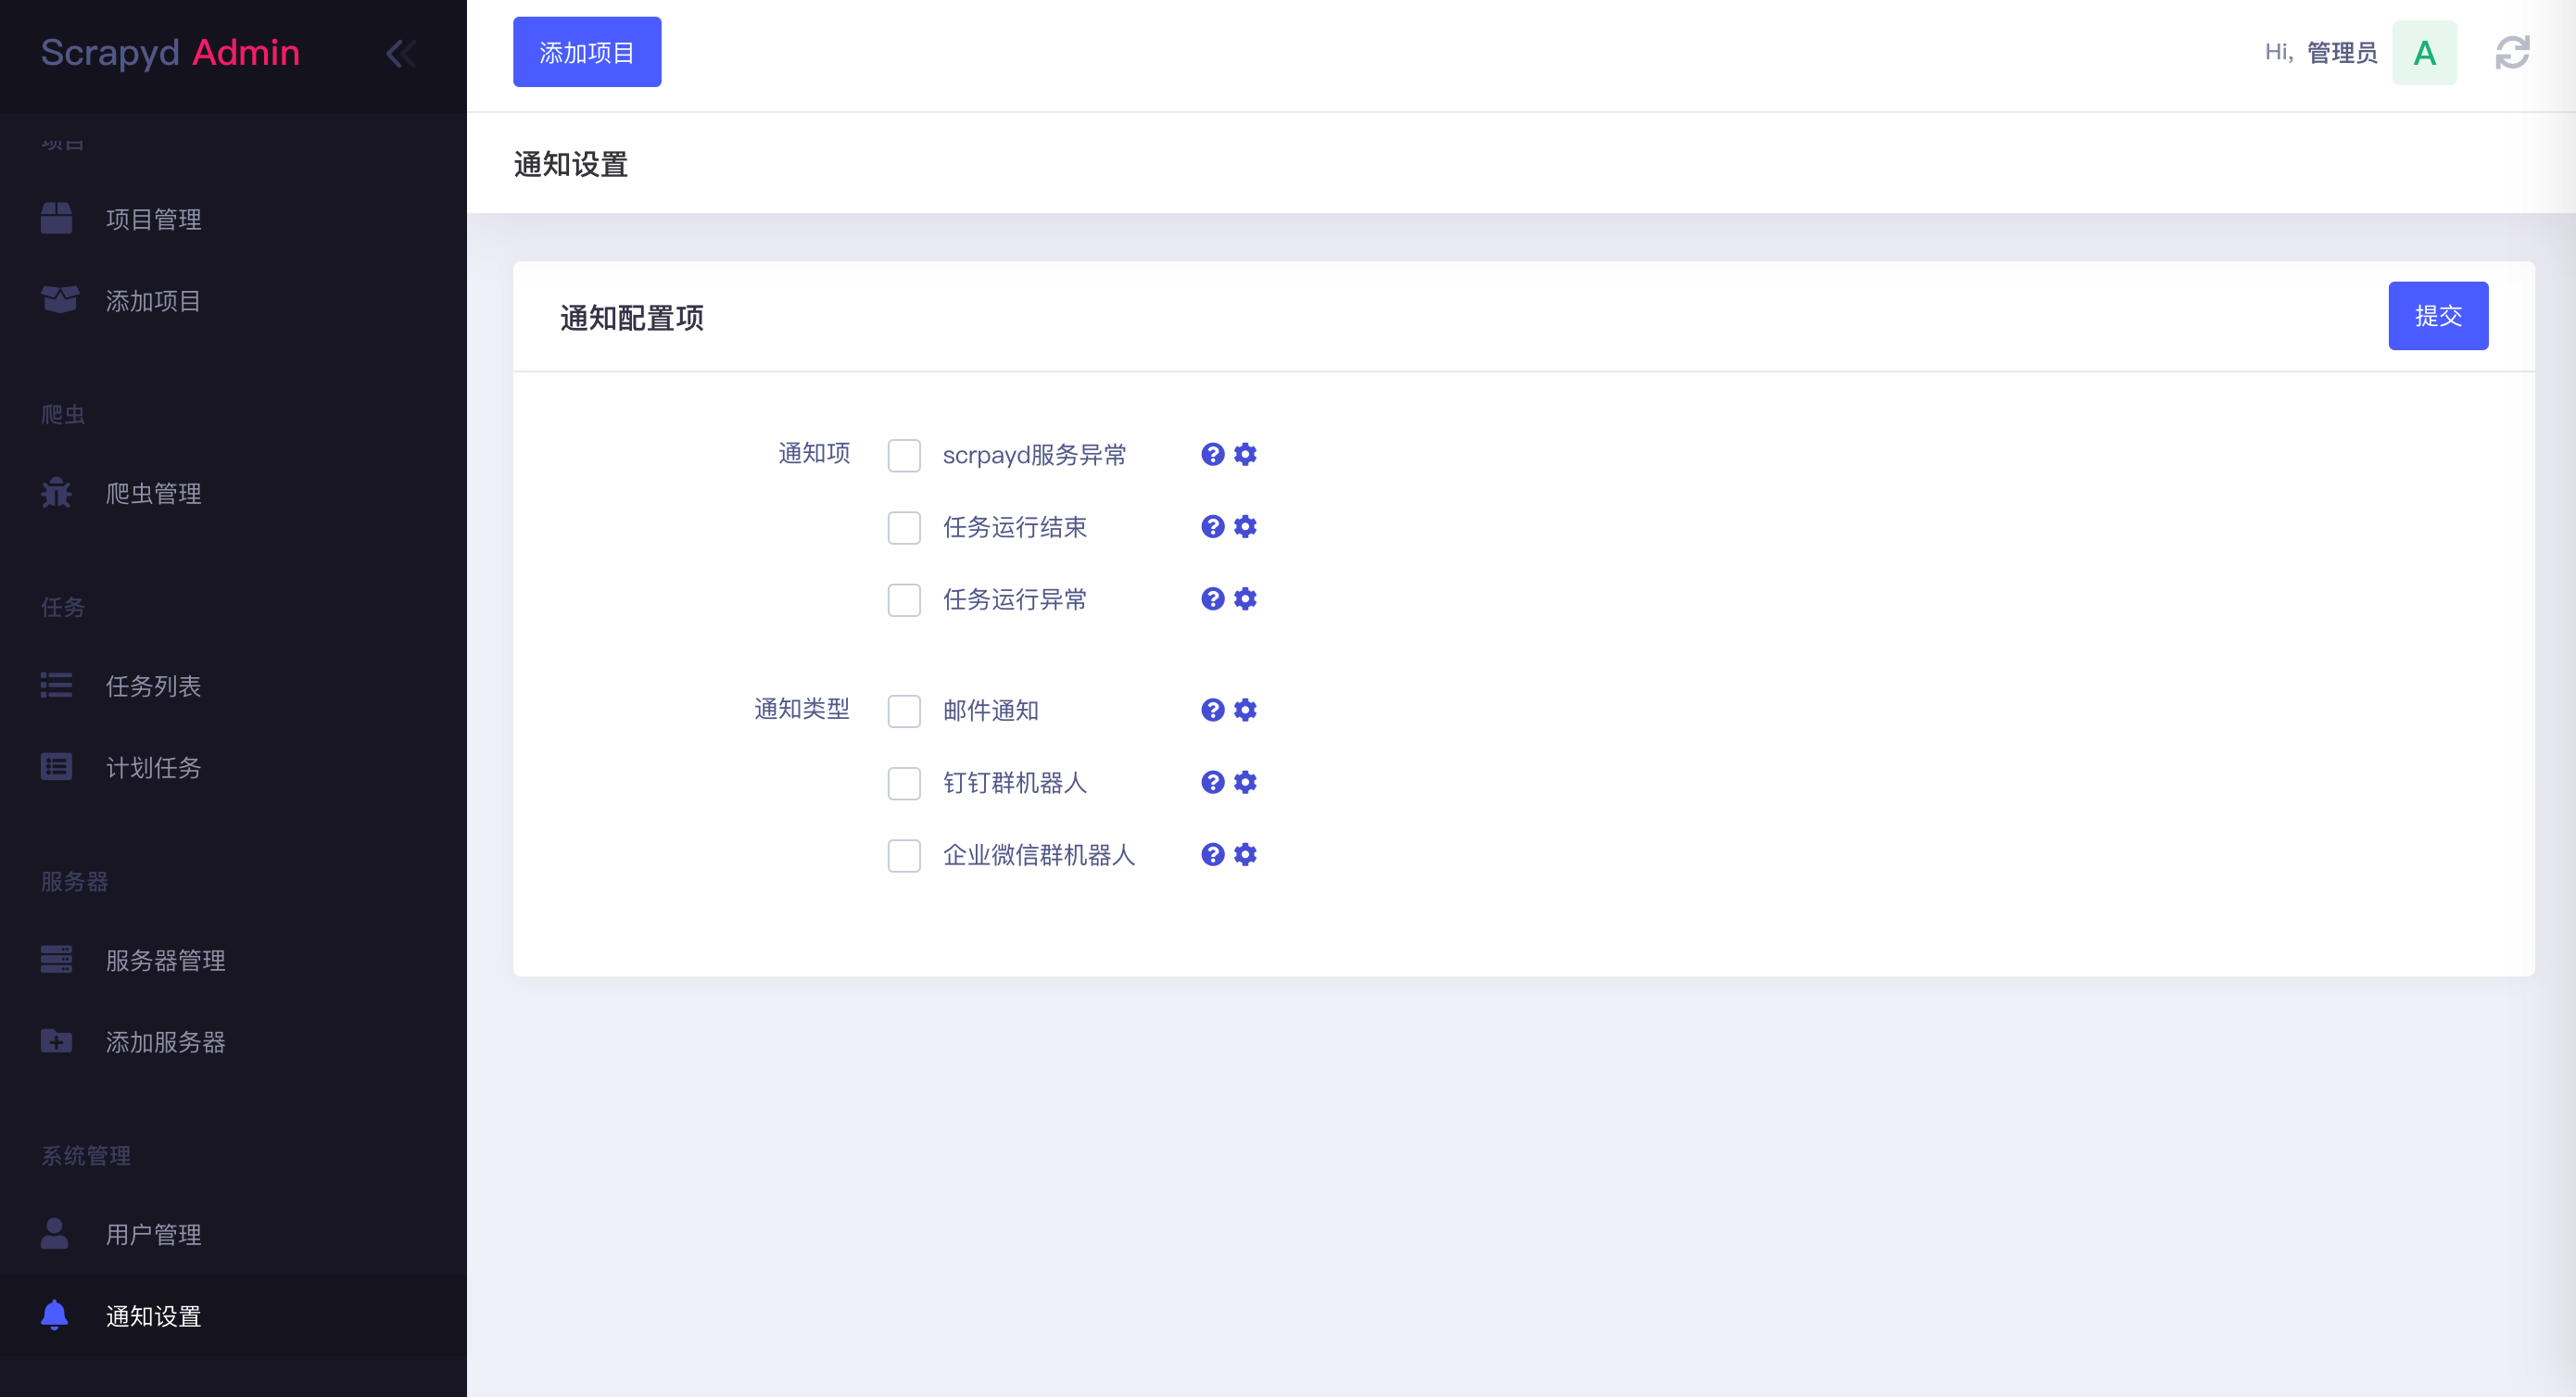 Scrapyd Admin
项目
项目管理
添加项目
爬虫
爬虫管理
任务
任务列表
计划任务
服务器
服务器管理
添加服务器
系统管理
用户管理
通知设置
添加项目
Hi, 管理员 A
通知设置
通知配置项
提交
通知项
scrpayd服务异常
任务运行结束
任务运行异常
通知类型
邮件通知
钉钉群机器人
企业微信群机器人